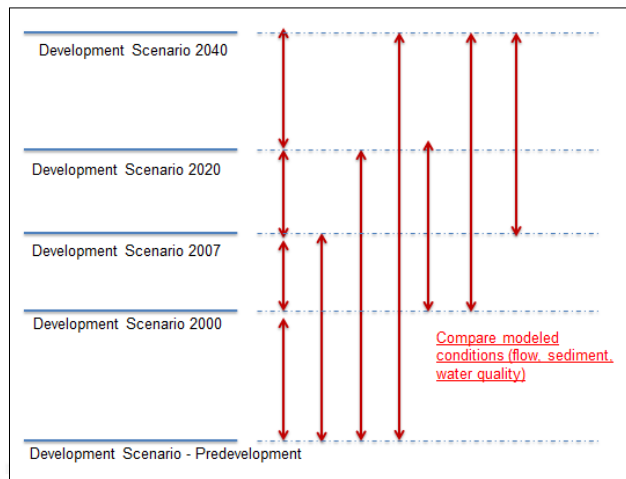 Development Scenario 2040
Development Scenario 2020
Development Scenario 2007
Development Scenario 2000
Compare modeled
conditions (flow, sediment,
water quality)
Development Scenario - Predevelopment